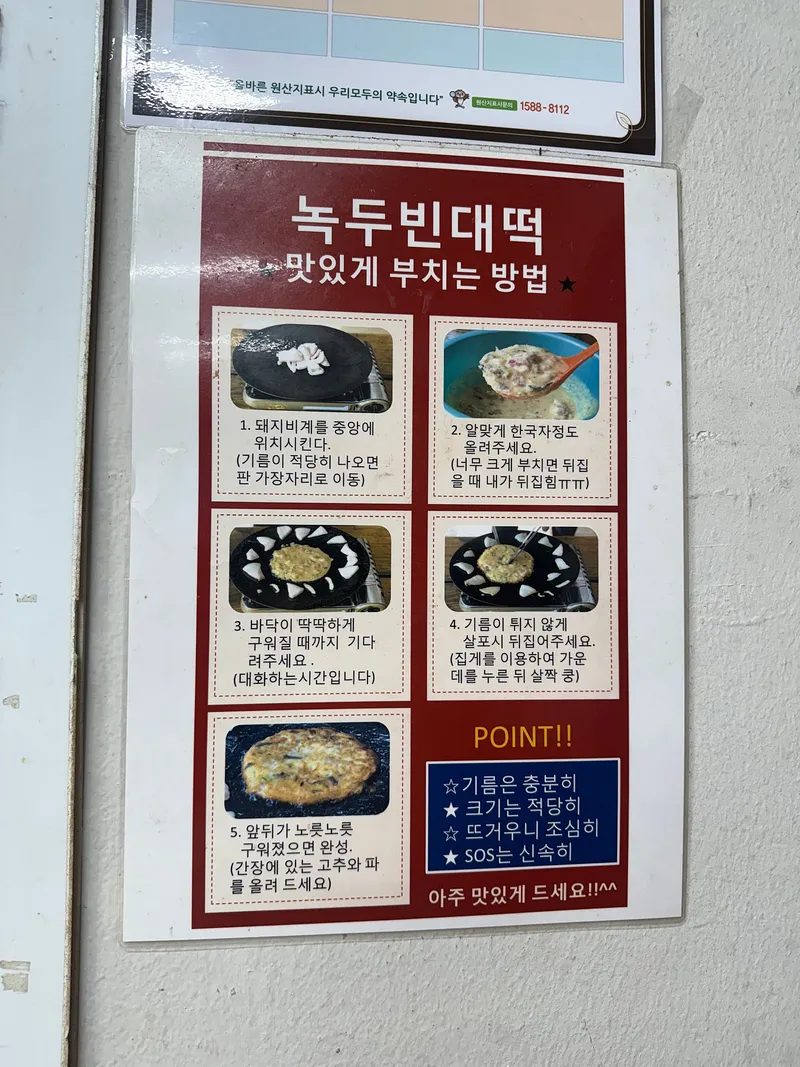 "올바른 원산지표시 우리모두의 약속입니다"
원산지표시문의 1588-8112
녹두빈대떡
맛있게 부치는 방법 ★
1. 돼지비계를 중앙에
위치시킨다.
(기름이 적당히 나오면
판 가장자리로 이동)
2. 알맞게 한국자정도
올려주세요.
(너무 크게 부치면 뒤집
을 때 내가 뒤집힘ㅠㅠ)
3. 바닥이 딱딱하게
구워질 때까지 기다
려주세요.
(대화하는시간입니다)
4. 기름이 튀지 않게
살포시 뒤집어주세요.
(집게를 이용하여 가운
데를 누른 뒤 살짝 쿵)
5. 앞뒤가 노릇노릇
구워졌으면 완성.
(간장에 있는 고추와 파
를 올려 드세요)
POINT!!
☆기름은 충분히
★ 크기는 적당히
☆ 뜨거우니 조심히
★ SOS는 신속히
아주 맛있게 드세요!!^^